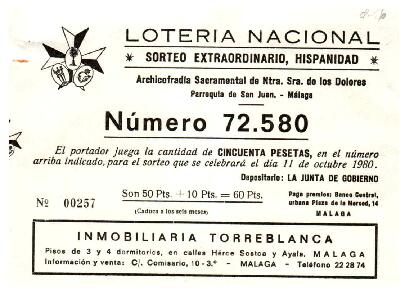 LOTERIA NACIONAL
* SORTEO EXTRAORDINARIO, HISPANIDAD *
Archicofradía Sacramental de Ntra. Sra. de los Dolores
Parroquia de San Juan. - Málaga
Número 72.580
El portador juega la cantidad de CINCUENTA PESETAS, en el número
arriba indicado, para el sorteo que se celebrará el día 11 de octubre 1980.
Depositario: LA JUNTA DE GOBIERNO
Nº 00257
Son 50 Pts. + 10 Pts. = 60 Pts.
(Caduca a los seis meses)
Pago premios: Banco Central,
urbana Plaza de la Merced, 14
MALAGA
INMOBILIARIA TORREBLANCA
Pisos de 3 y 4 dormitorios, en calles Hérce Sostoa y Ayala. MALAGA
Información y venta: C/. Comisario, 10 - 3.° - MALAGA - Teléfono 22 28 74